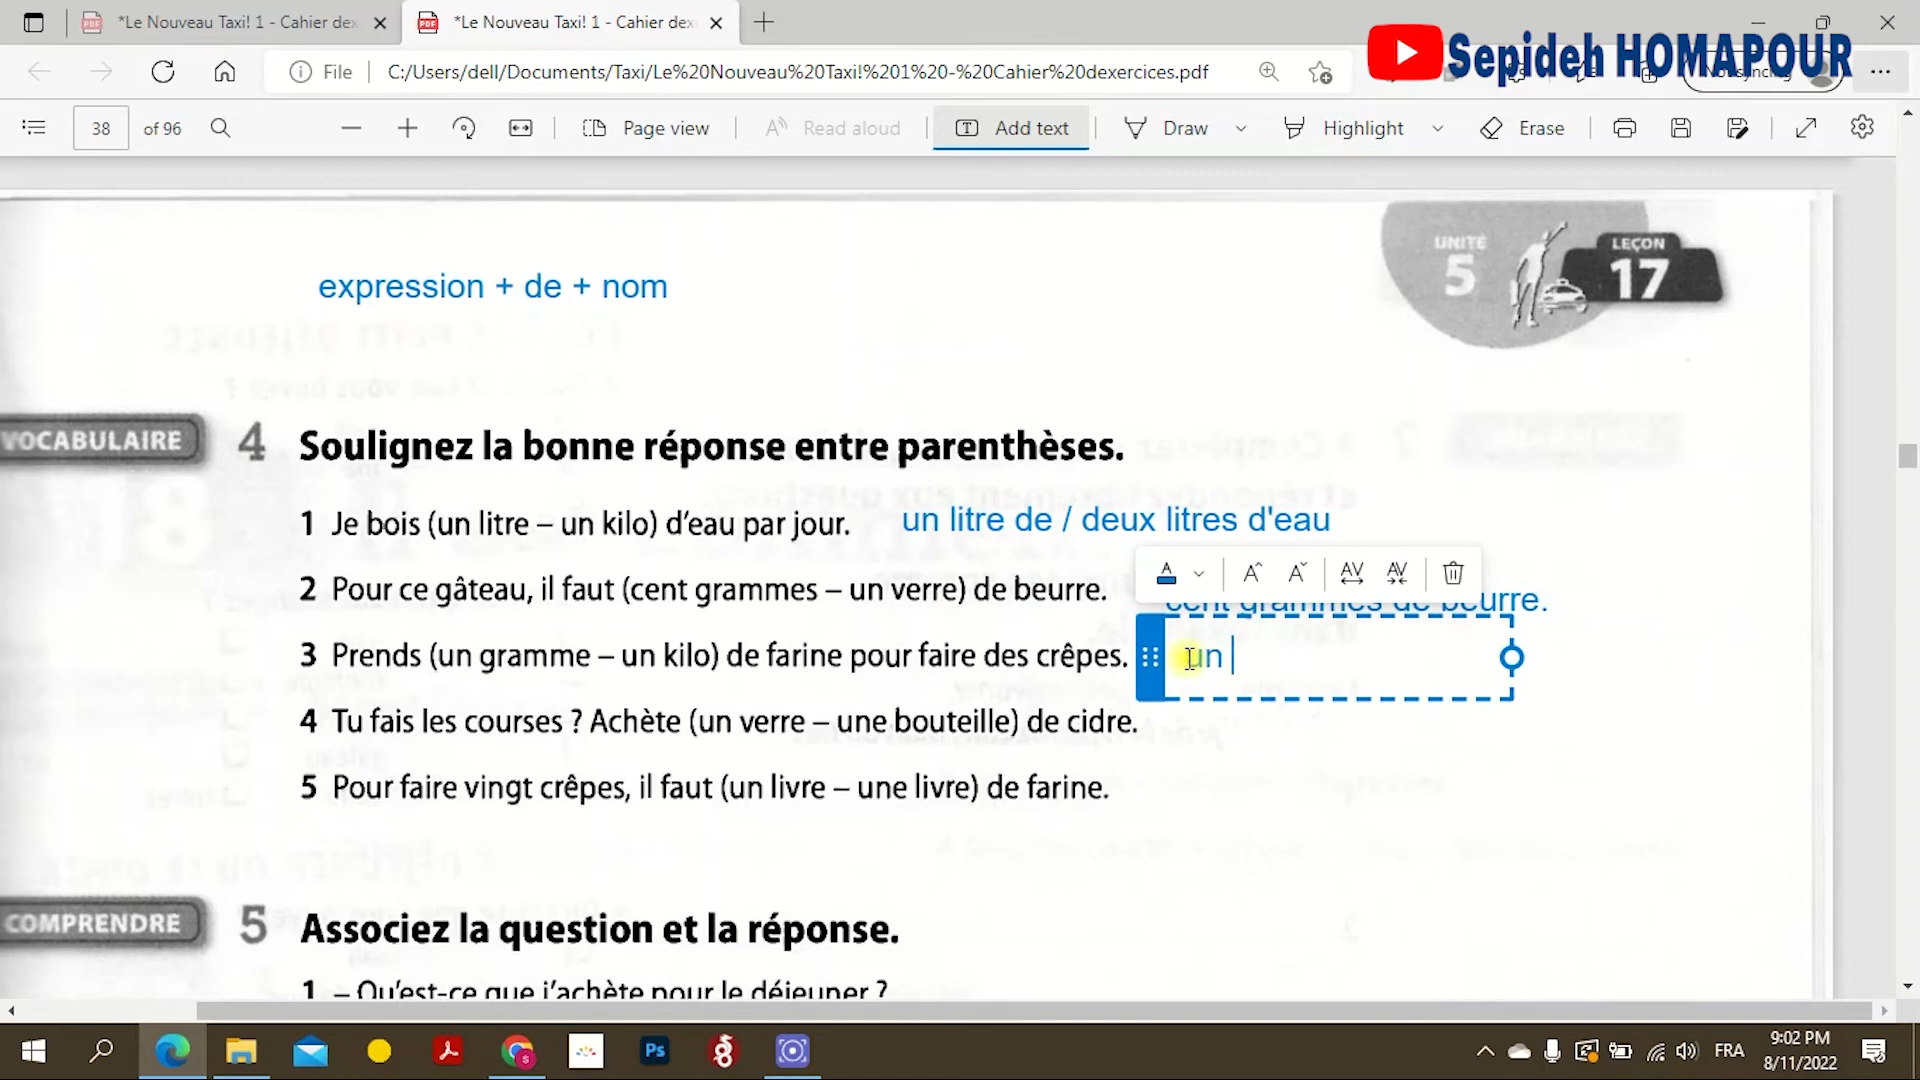 *Le Nouveau Taxi! 1 - Cahier dex
*Le Nouveau Taxi! 1 - Cahier dex
Sepideh HOMAPOUR
File
C:/Users/dell/Documents/Taxi/Le%20Nouveau%20Taxi!%201%20-%20Cahier%20dexercices.pdf
38 of 96
Page view
Read aloud
Add text
Draw
Highlight
Erase
expression + de + nom
UNITÉ 5
LEÇON 17
VOCABULAIRE
4 Soulignez la bonne réponse entre parenthèses.
1 Je bois (un litre – un kilo) d'eau par jour.
un litre de / deux litres d'eau
2 Pour ce gâteau, il faut (cent grammes – un verre) de beurre.
cent grammes de beurre.
3 Prends (un gramme – un kilo) de farine pour faire des crêpes.
un
4 Tu fais les courses ? Achète (un verre – une bouteille) de cidre.
5 Pour faire vingt crêpes, il faut (un livre – une livre) de farine.
COMPRENDRE
5 Associez la question et la réponse.
1 – Qu'est-ce que j'achète pour le déjeuner ?
FRA
9:02 PM
8/11/2022